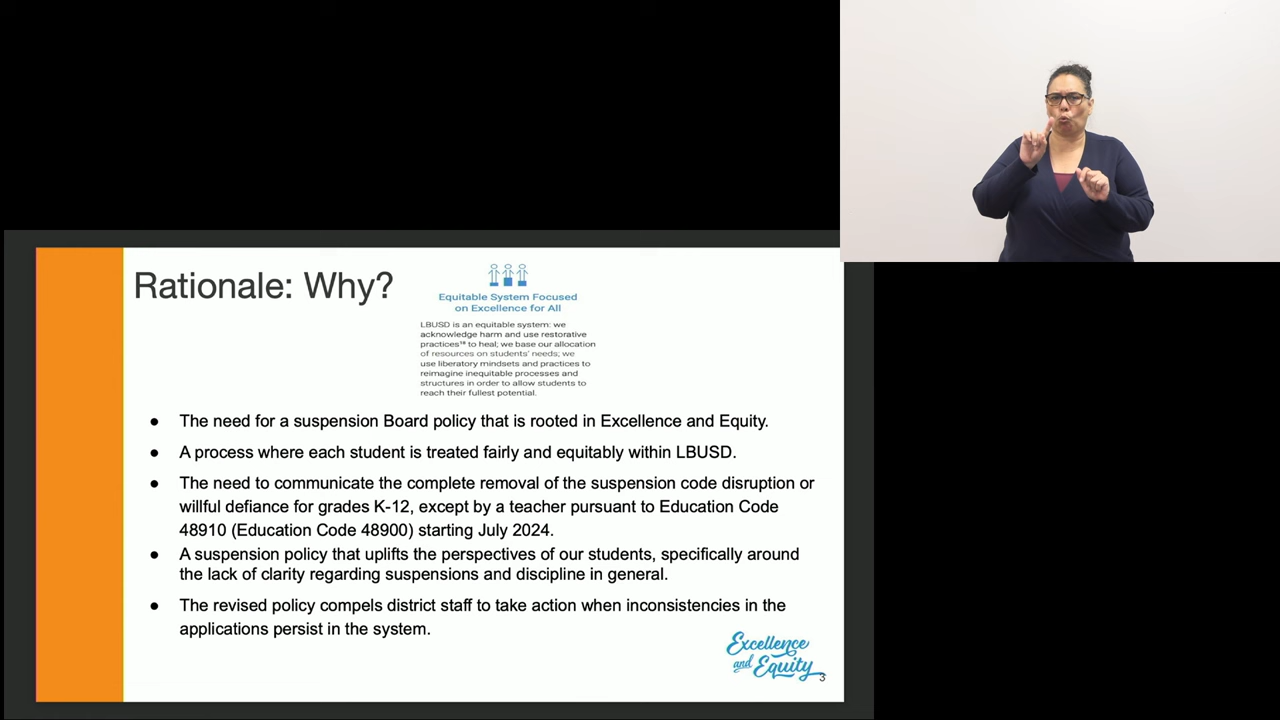 Rationale: Why?
Equitable System Focused
on Excellence for All
LBUSD is an equitable system: we
acknowledge harm and use restorative
practices¹⁹ to heal; we base our allocation
of resources on students' needs; we
use liberatory mindsets and practices to
reimagine inequitable processes and
structures in order to allow students to
reach their fullest potential.
● The need for a suspension Board policy that is rooted in Excellence and Equity.
● A process where each student is treated fairly and equitably within LBUSD.
● The need to communicate the complete removal of the suspension code disruption or
willful defiance for grades K-12, except by a teacher pursuant to Education Code
48910 (Education Code 48900) starting July 2024.
● A suspension policy that uplifts the perspectives of our students, specifically around
the lack of clarity regarding suspensions and discipline in general.
● The revised policy compels district staff to take action when inconsistencies in the
applications persist in the system.
Excellence
and Equity
3